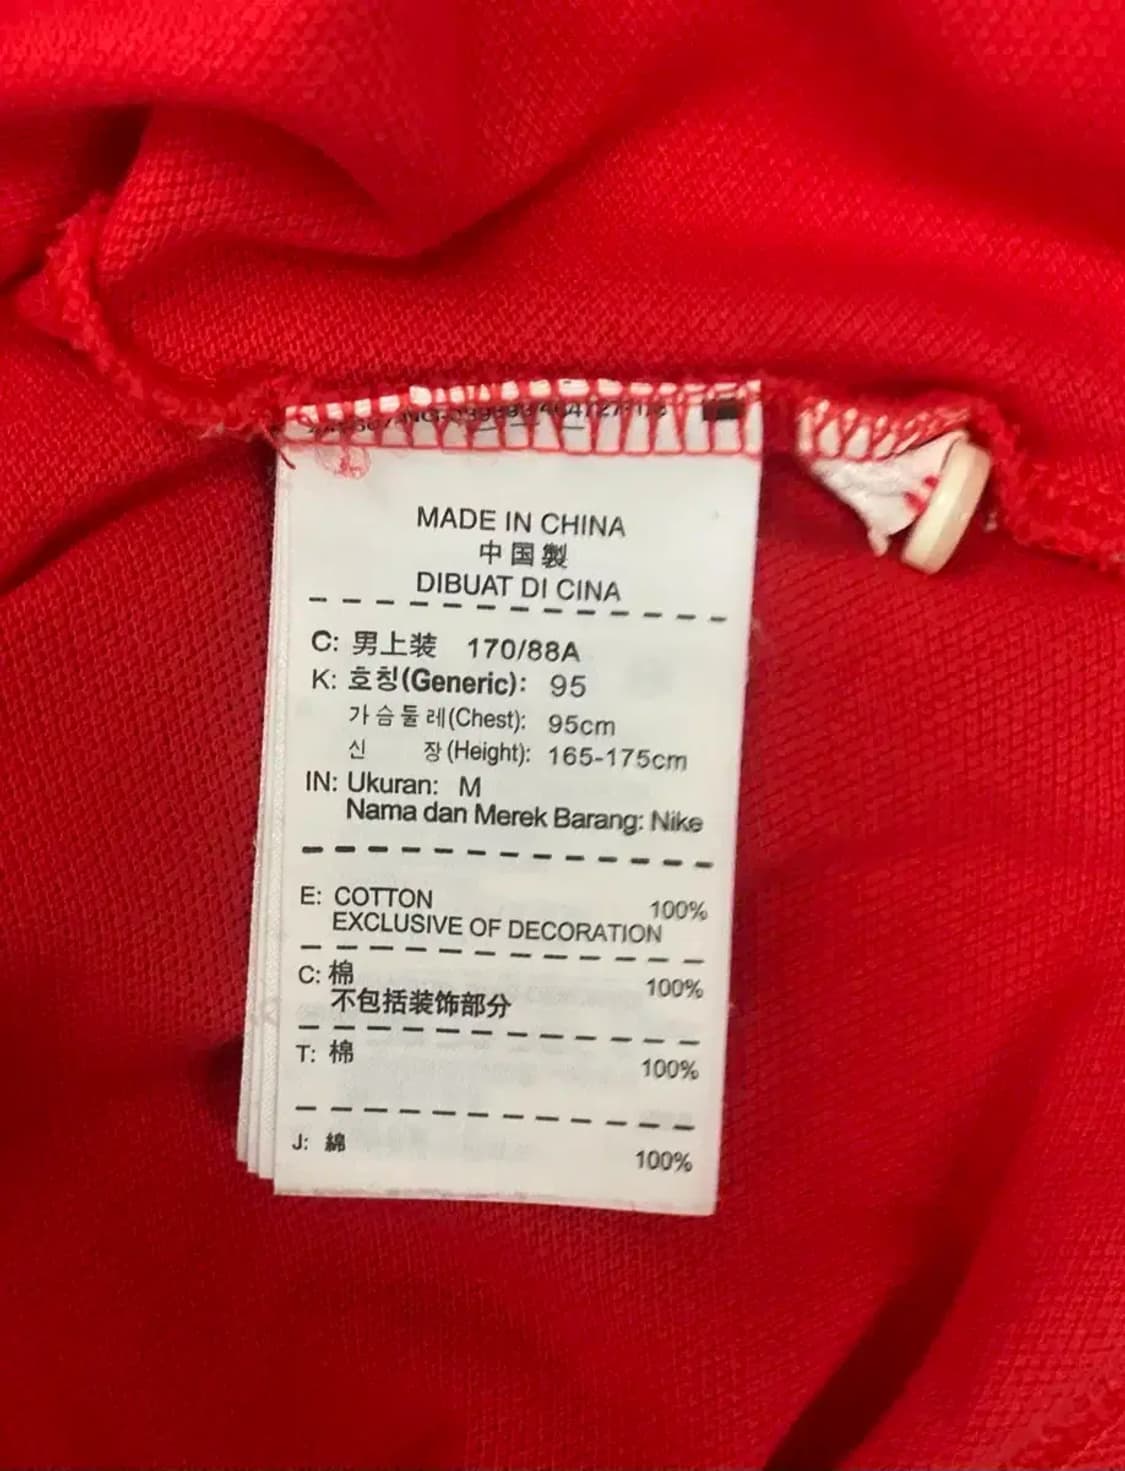 MADE IN CHINA
中国製
DIBUAT DI CINA
C: 男上装 170/88A
K: 호칭(Generic): 95
가슴둘레(Chest): 95cm
신 장(Height): 165-175cm
IN: Ukuran: M
Nama dan Merek Barang: Nike
E: COTTON 100%
EXCLUSIVE OF DECORATION
C: 棉 100%
不包括装饰部分
T: 棉 100%
J: 綿 100%